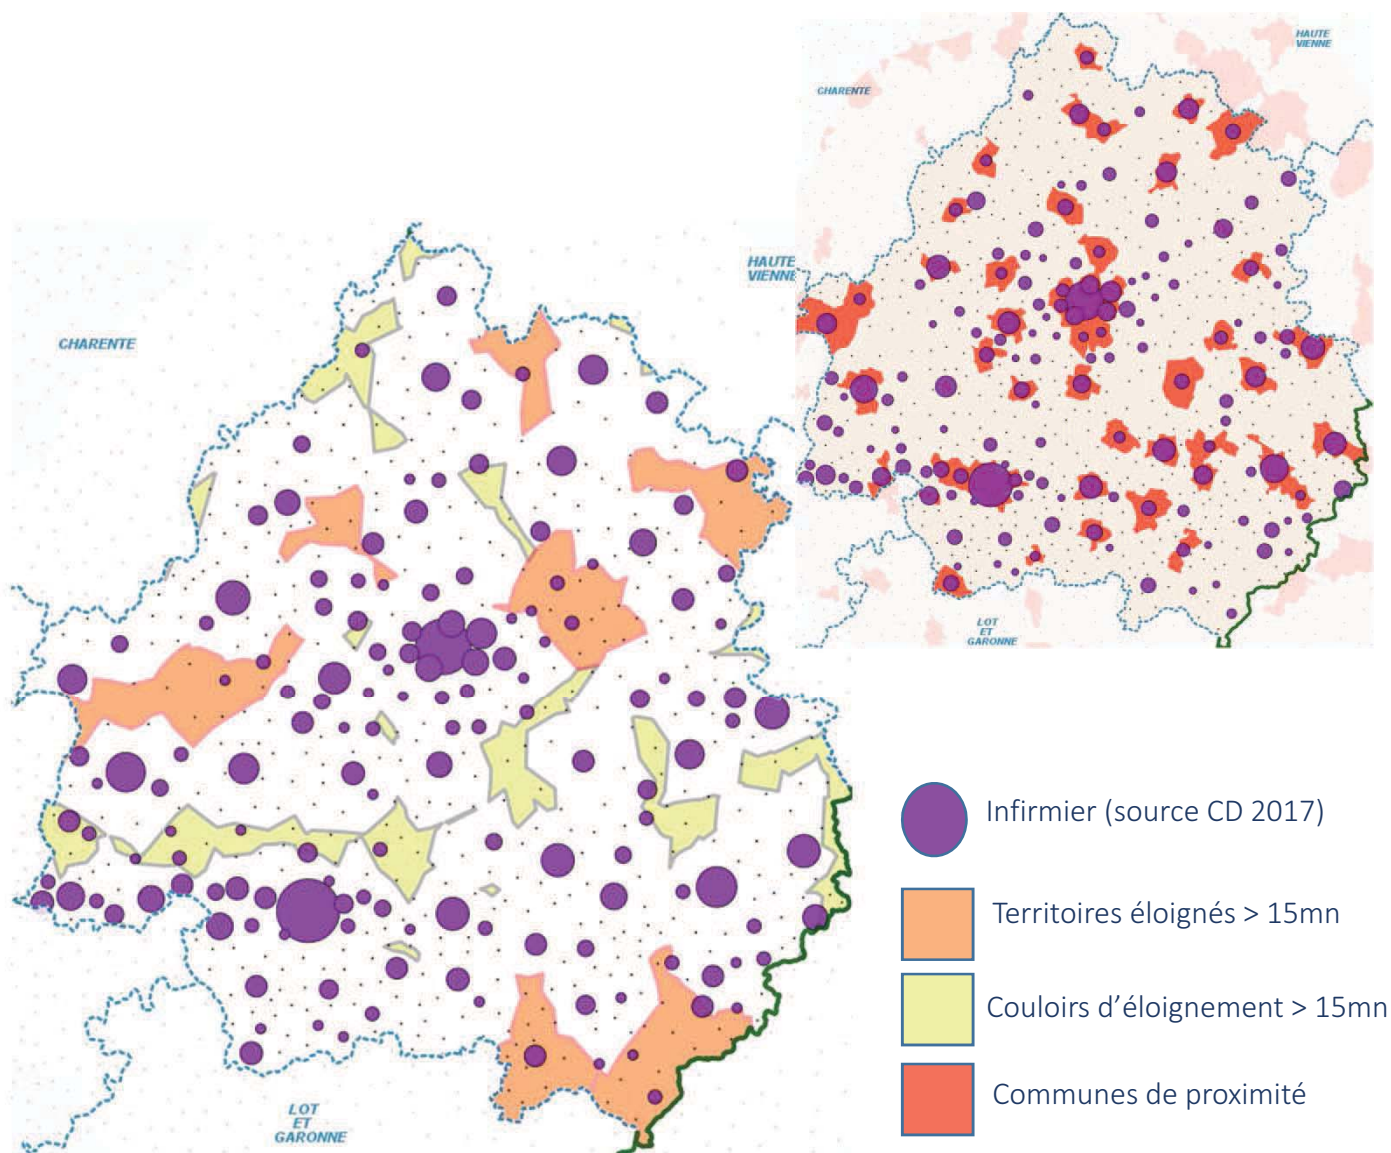 HAUTE
VIENNE
CHARENTE
HAUTE
VIENNE
CHARENTE
LOT
ET
GARONNE
Infirmier (source CD 2017)
Territoires éloignés > 15mn
Couloirs d’éloignement > 15mn
Communes de proximité
LOT
ET
GARONNE